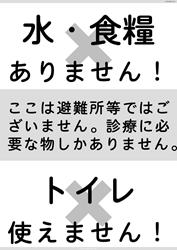 水・食糧
ありません！
ここは避難所等ではご
ざいません。診療に必
要な物しかありません。
トイレ
使えません！